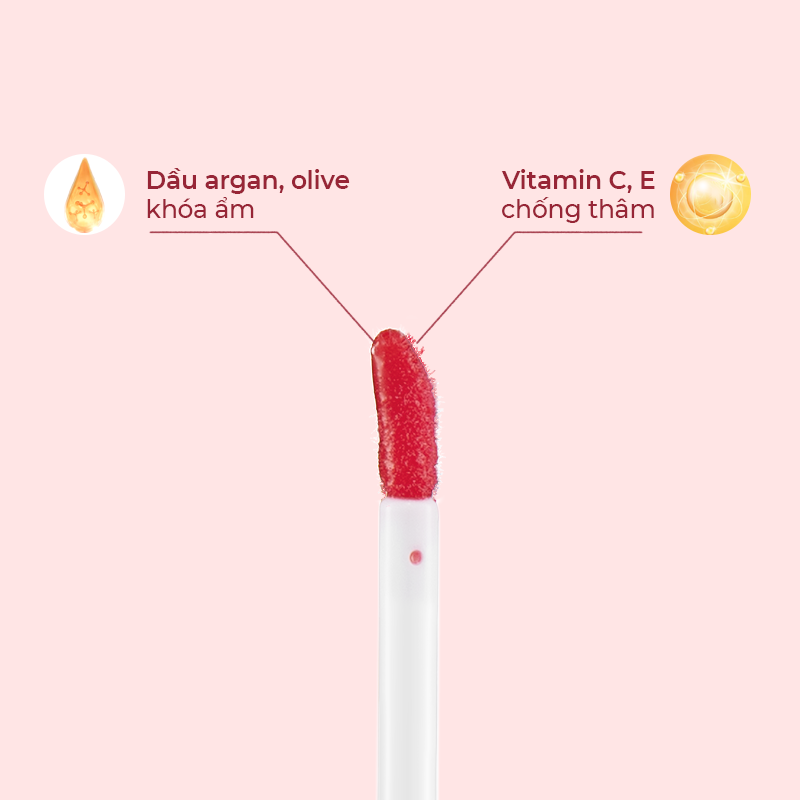 Dầu argan, olive
khóa ẩm
Vitamin C, E
chống thâm